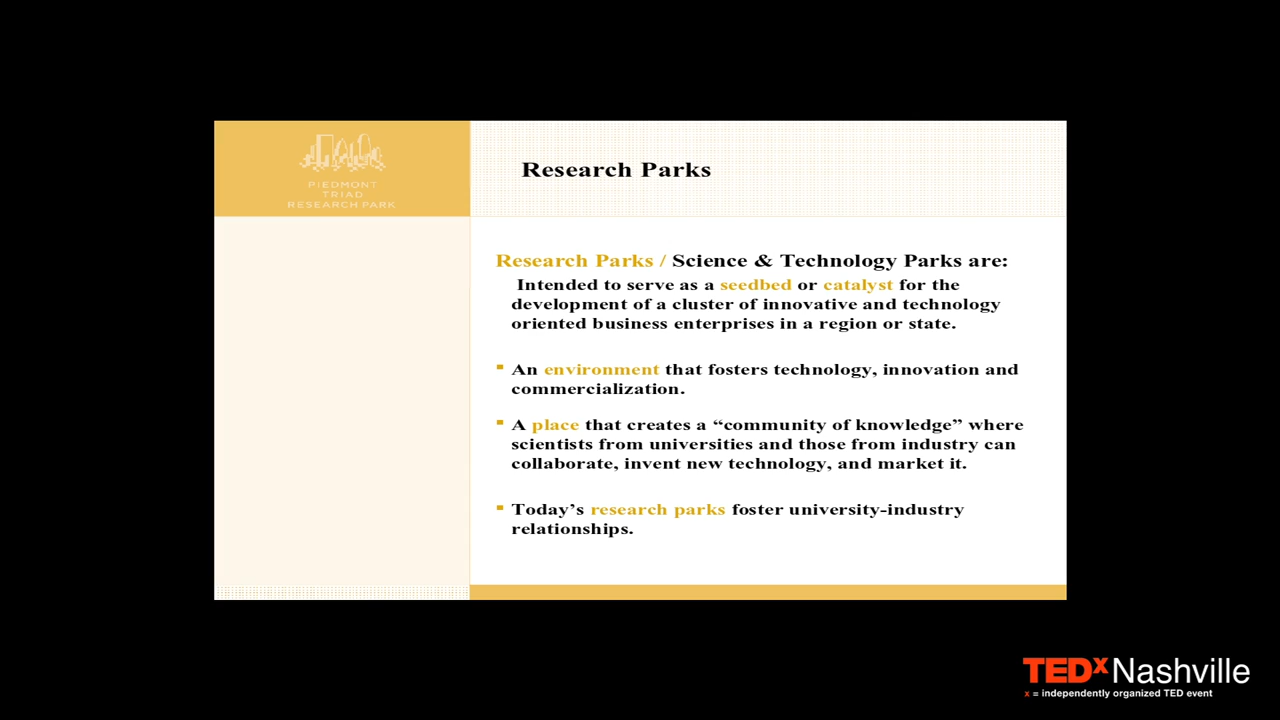 PIEDMONT
TRIAD
RESEARCH PARK
Research Parks
Research Parks / Science & Technology Parks are:
Intended to serve as a seedbed or catalyst for the
development of a cluster of innovative and technology
oriented business enterprises in a region or state.
An environment that fosters technology, innovation and
commercialization.
A place that creates a “community of knowledge” where
scientists from universities and those from industry can
collaborate, invent new technology, and market it.
Today’s research parks foster university-industry
relationships.
TEDx Nashville
x = independently organized TED event